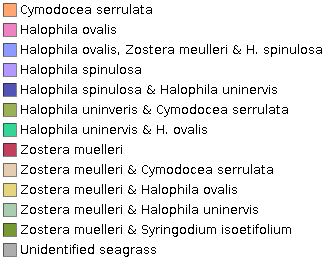 Cymodocea serrulata
Halophila ovalis
Halophila ovalis, Zostera meulleri & H. spinulosa
Halophila spinulosa
Halophila spinulosa & Halophila uninervis
Halophila uninveris & Cymodocea serrulata
Halophila uninervis & H. ovalis
Zostera muelleri
Zostera meulleri & Cymodocea serrulata
Zostera meulleri & Halophila ovalis
Zostera meulleri & Halophila uninervis
Zostera muelleri & Syringodium isoetifolium
Unidentified seagrass